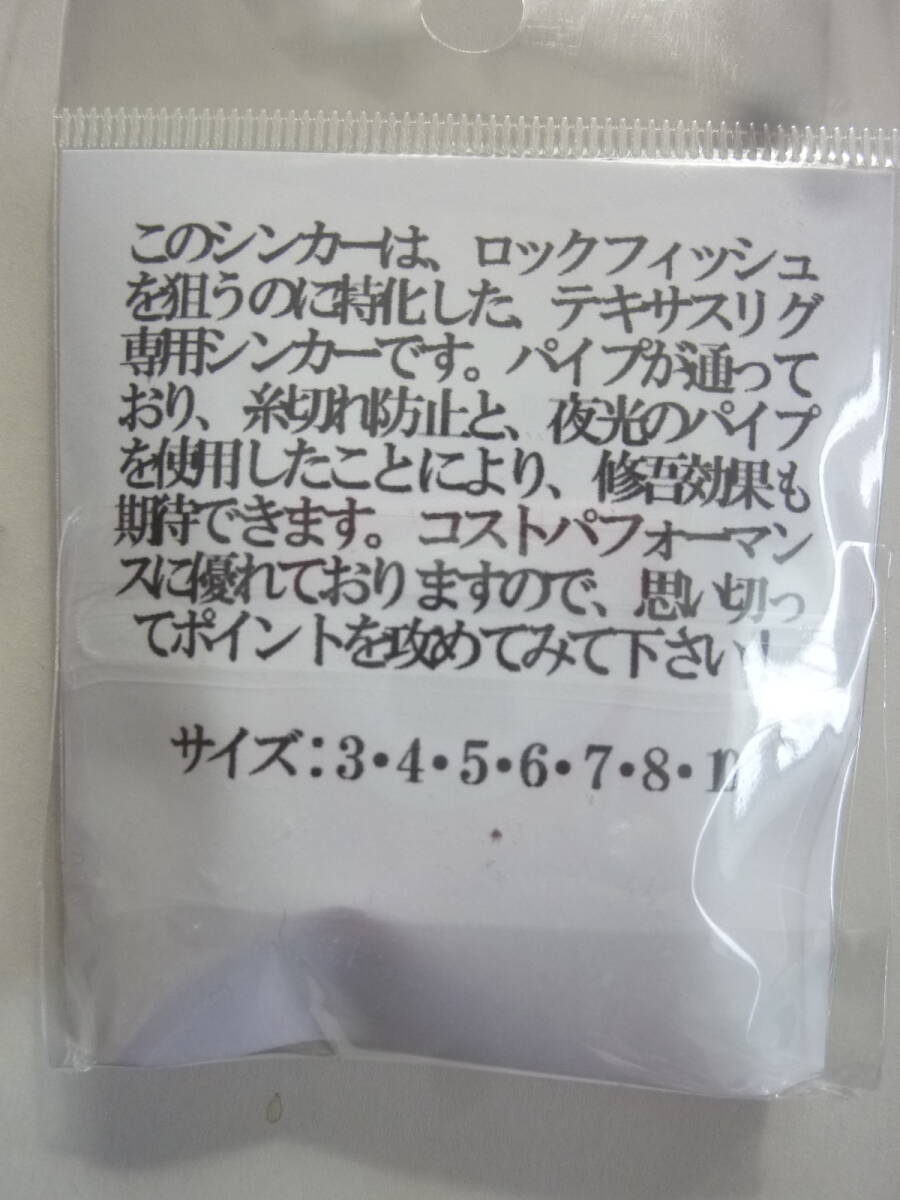 このシンカーは、ロックフィッシュ
を狙うのに特化した、テキサスリグ
専用シンカーです。パイプが通って
おり、糸切れ防止と、夜光のパイプ
を使用したことにより、修吾効果も
期待できます。コストパフォーマン
スに優れておりますので、思い切っ
てポイントを攻めてみて下さい！
サイズ：3・4・5・6・7・8・